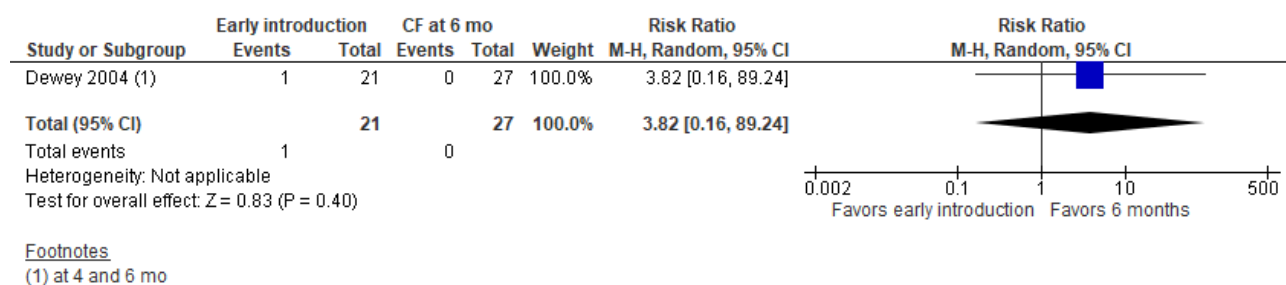 Early introduction CF at 6 mo Risk Ratio Risk Ratio
Study or Subgroup Events Total Events Total Weight M-H, Random, 95% CI M-H, Random, 95% CI
Dewey 2004 (1) 1 21 0 27 100.0% 3.82 [0.16, 89.24]
Total (95% CI) 21 27 100.0% 3.82 [0.16, 89.24]
Total events 1 0
Heterogeneity: Not applicable
Test for overall effect: Z = 0.83 (P = 0.40)
0.002 0.1 1 10 500
Favors early introduction Favors 6 months
Footnotes
(1) at 4 and 6 mo